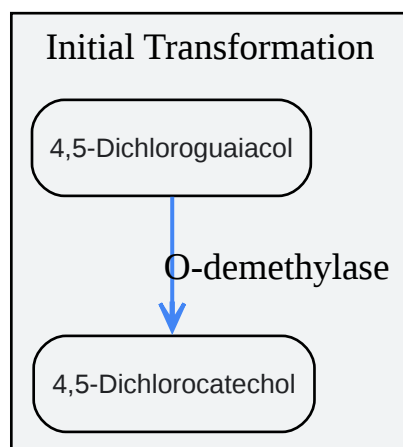 Initial Transformation
4,5-Dichloroguaiacol
O-demethylase
4,5-Dichlorocatechol